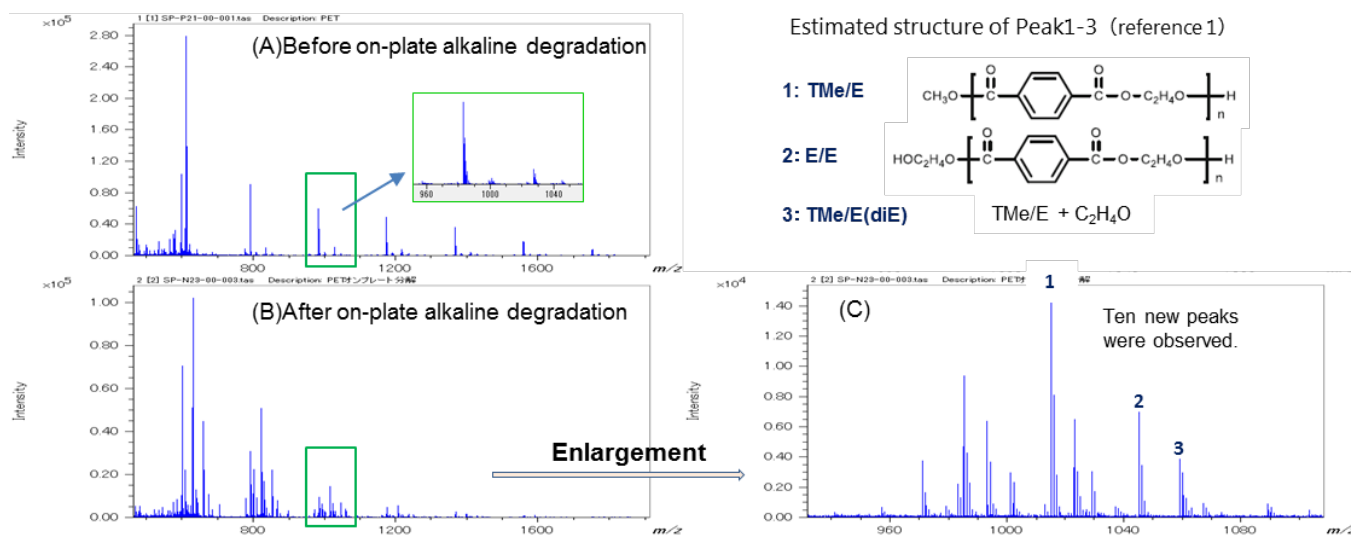 1 [1] SP-P21-00-001.tas Description: PET
×10⁵
(A)Before on-plate alkaline degradation
Intensity
2.80
2.40
2.00
1.60
1.20
0.80
0.40
0.00
960 1000 1040
800 1200 1600 m/z
Estimated structure of Peak1-3 (reference 1)
1: TMe/E
CH₃O C O C O O C₂H₄O H n
2: E/E
HOC₂H₄O C O C O O C₂H₄O H n
3: TMe/E(diE) TMe/E + C₂H₄O
2 [2] SP-N23-00-003.tas Description: PETオンプレート分解
×10⁵
(B)After on-plate alkaline degradation
Intensity
1.00
0.80
0.60
0.40
0.20
0.00
800 1200 1600 m/z
Enlargement
2 [2] SP-N23-00-003.tas Description: PET 解
×10⁴
(C)
Intensity
1.40
1.20
1.00
0.80
0.60
0.40
0.20
0.00
1
2
3
Ten new peaks
were observed.
960 1000 1040 1080 m/z